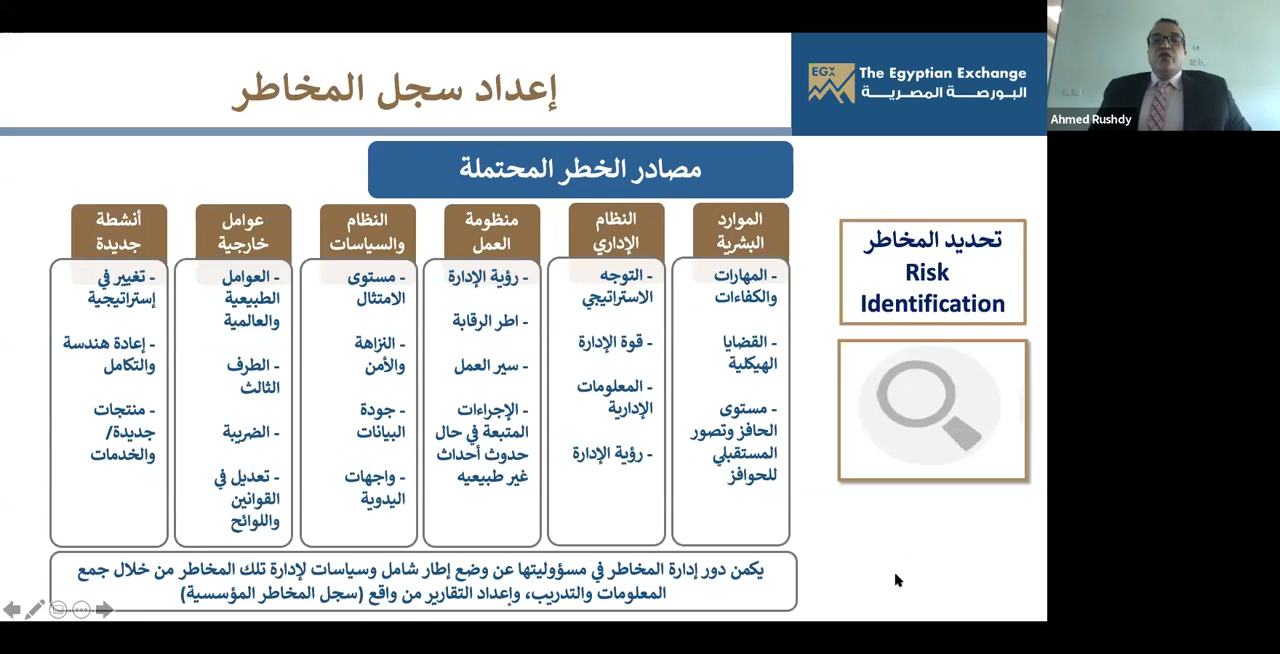 إعداد سجل المخاطر
EGX
The Egyptian Exchange
البورصة المصرية
Ahmed Rushdy
تحديد المخاطر
Risk
Identification
مصادر الخطر المحتملة
الموارد
البشرية
- المهارات
والكفاءات
- القضايا
الهيكلية
- مستوى
الحافز وتصور
المستقبلي
للحوافز
النظام
الإداري
- التوجه
الاستراتيجي
- قوة الإدارة
- المعلومات
الإدارية
- رؤية الإدارة
منظومة
العمل
- رؤية الإدارة
- اطر الرقابة
- سير العمل
- الإجراءات
المتبعة في حال
حدوث أحداث
غير طبيعيه
النظام
والسياسات
- مستوى
الامتثال
- النزاهة
والأمن
- جودة
البيانات
- واجهات
اليدوية
عوامل
خارجية
- العوامل
الطبيعية
والعالمية
- الطرف
الثالث
- الضريبة
- تعديل في
القوانين
واللوائح
أنشطة
جديدة
- تغيير في
إستراتيجية
- إعادة هندسة
والتكامل
- منتجات
جديدة/
والخدمات
يكمن دور إدارة المخاطر في مسؤوليتها عن وضع إطار شامل وسياسات لإدارة تلك المخاطر من خلال جمع
المعلومات والتدريب، وإعداد التقارير من واقع (سجل المخاطر المؤسسية)